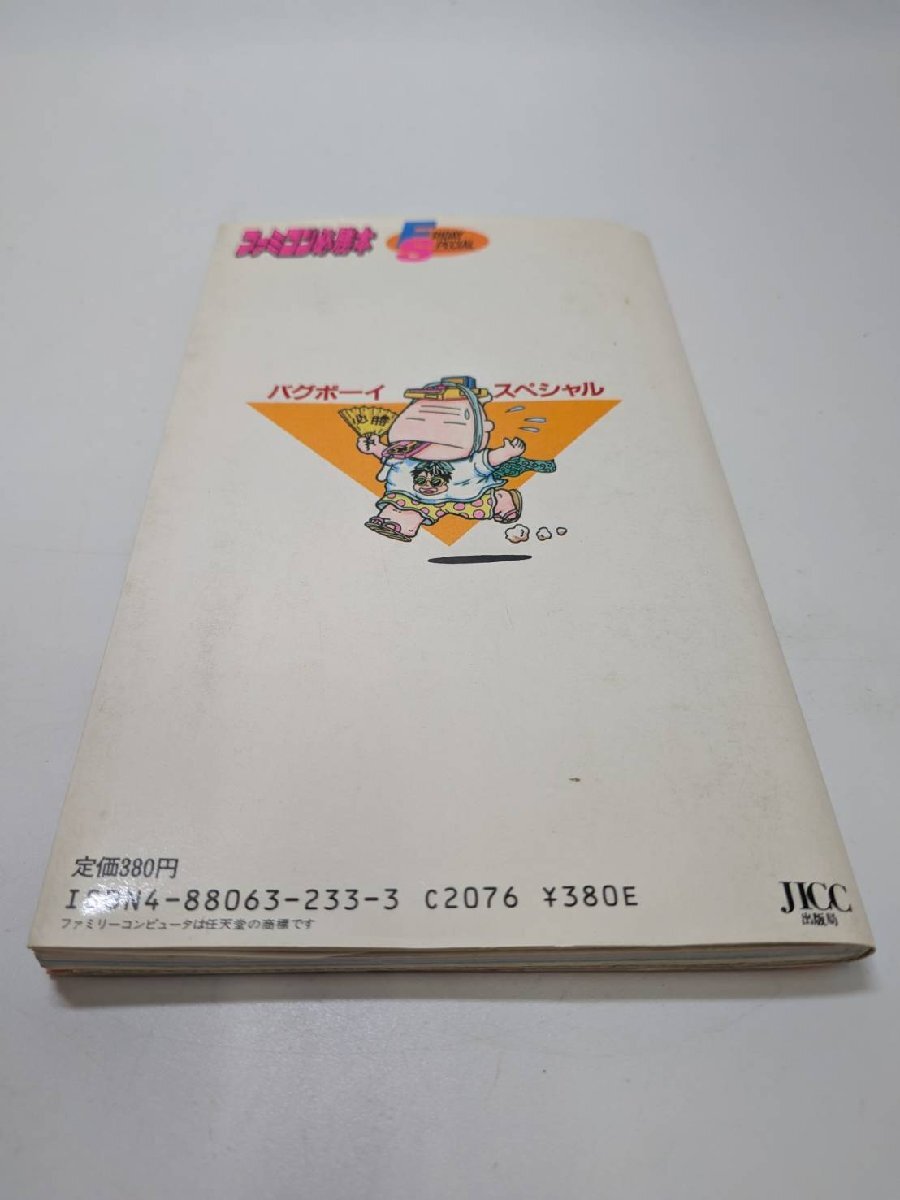 ファミコン必勝本
FS FRIDAY SPECIAL
バグボーイ スペシャル
必勝
定価380円
ISBN4-88063-233-3 C2076 ¥380E
ファミリーコンピュータは任天堂の商標です
JICC
出版局